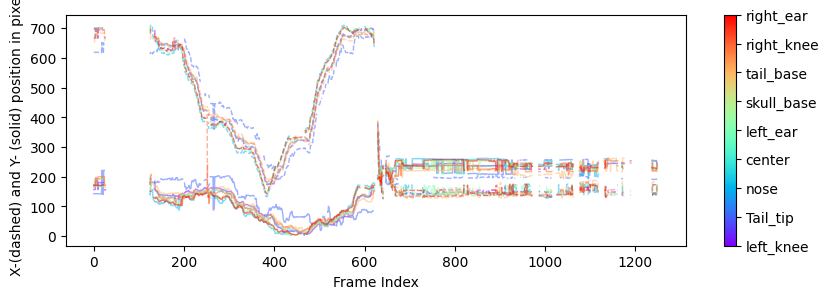 X-(dashed) and Y- (solid) position in pixe
700
600
500
400
300
200
100
0
0
200
400
600
800
1000
1200
Frame Index
right_ear
right_knee
tail_base
skull_base
left_ear
center
nose
Tail_tip
left_knee